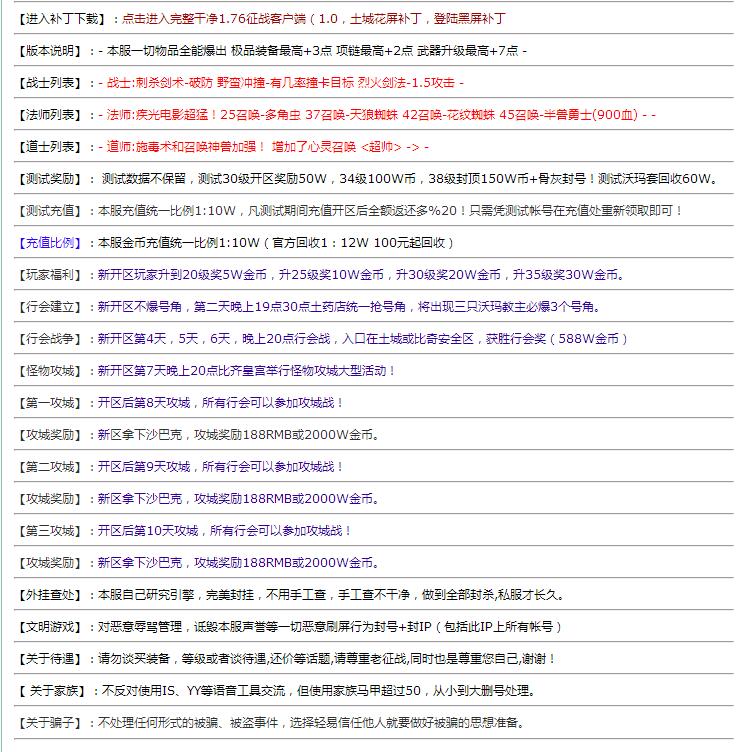 【进入补丁下载】:点击进入完整干净1.76征战客户端(1.0,土城花屏补丁,登陆黑屏补丁
【版本说明】:- 本服一切物品全能爆出 极品装备最高+3点 项链最高+2点 武器升级最高+7点 -
【战士列表】:- 战士:刺杀剑术-破防 野蛮冲撞-有几率撞卡目标 烈火剑法-1.5攻击 -
【法师列表】:- 法师:疾光电影超猛!25召唤-多角虫 37召唤-天狼蜘蛛 42召唤-花纹蜘蛛 45召唤-半兽勇士(900血) - -
【道士列表】:- 道师:施毒术和召唤神兽加强! 增加了心灵召唤 <超帅> -> -
【测试奖励】: 测试数据不保留,测试30级开区奖励50W,34级100W币,38级封顶150W币+骨灰封号!测试沃玛套回收60W。
【测试充值】:本服充值统一比例1:10W,凡测试期间充值开区后全额返还多%20!只需凭测试帐号在充值处重新领取即可!
【充值比例】:本服金币充值统一比例1:10W(官方回收1:12W 100元起回收)
【玩家福利】:新开区玩家升到20级奖5W金币,升25级奖10W金币,升30级奖20W金币,升35级奖30W金币。
【行会建立】:新开区不爆号角,第二天晚上19点30点土药店统一抢号角,将出现三只沃玛教主必爆3个号角。
【行会战争】:新开区第4天,5天,6天,晚上20点行会战,入口在土城或比奇安全区,获胜行会奖(588W金币)
【怪物攻城】:新开区第7天晚上20点比齐皇宫举行怪物攻城大型活动!
【第一攻城】:开区后第8天攻城,所有行会可以参加攻城战!
【攻城奖励】:新区拿下沙巴克,攻城奖励188RMB或2000W金币。
【第二攻城】:开区后第9天攻城,所有行会可以参加攻城战!
【攻城奖励】:新区拿下沙巴克,攻城奖励188RMB或2000W金币。
【第三攻城】:开区后第10天攻城,所有行会可以参加攻城战!
【攻城奖励】:新区拿下沙巴克,攻城奖励188RMB或2000W金币。
【外挂查处】:本服自己研究引擎,完美封挂,不用手工查,手工查不干净,做到全部封杀,私服才长久。
【文明游戏】:对恶意辱骂管理,诋毁本服声誉等一切恶意刷屏行为封号+封IP(包括此IP上所有帐号)
【关于待遇】:请勿谈买装备,等级或者谈待遇,还价等话题,请尊重老征战,同时也是尊重您自己,谢谢!
【 关于家族】:不反对使用IS、YY等语音工具交流,但使用家族马甲超过50,从小到大删号处理。
【关于骗子】:不处理任何形式的被骗、被盗事件,选择轻易信任他人就要做好被骗的思想准备。